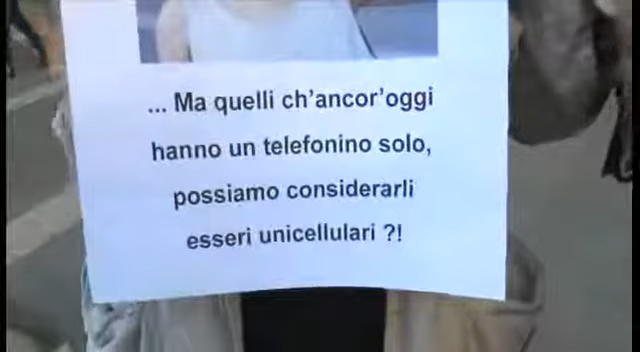 ... Ma quelli ch'ancor'oggi
hanno un telefonino solo,
possiamo considerarli
esseri unicellulari ?!